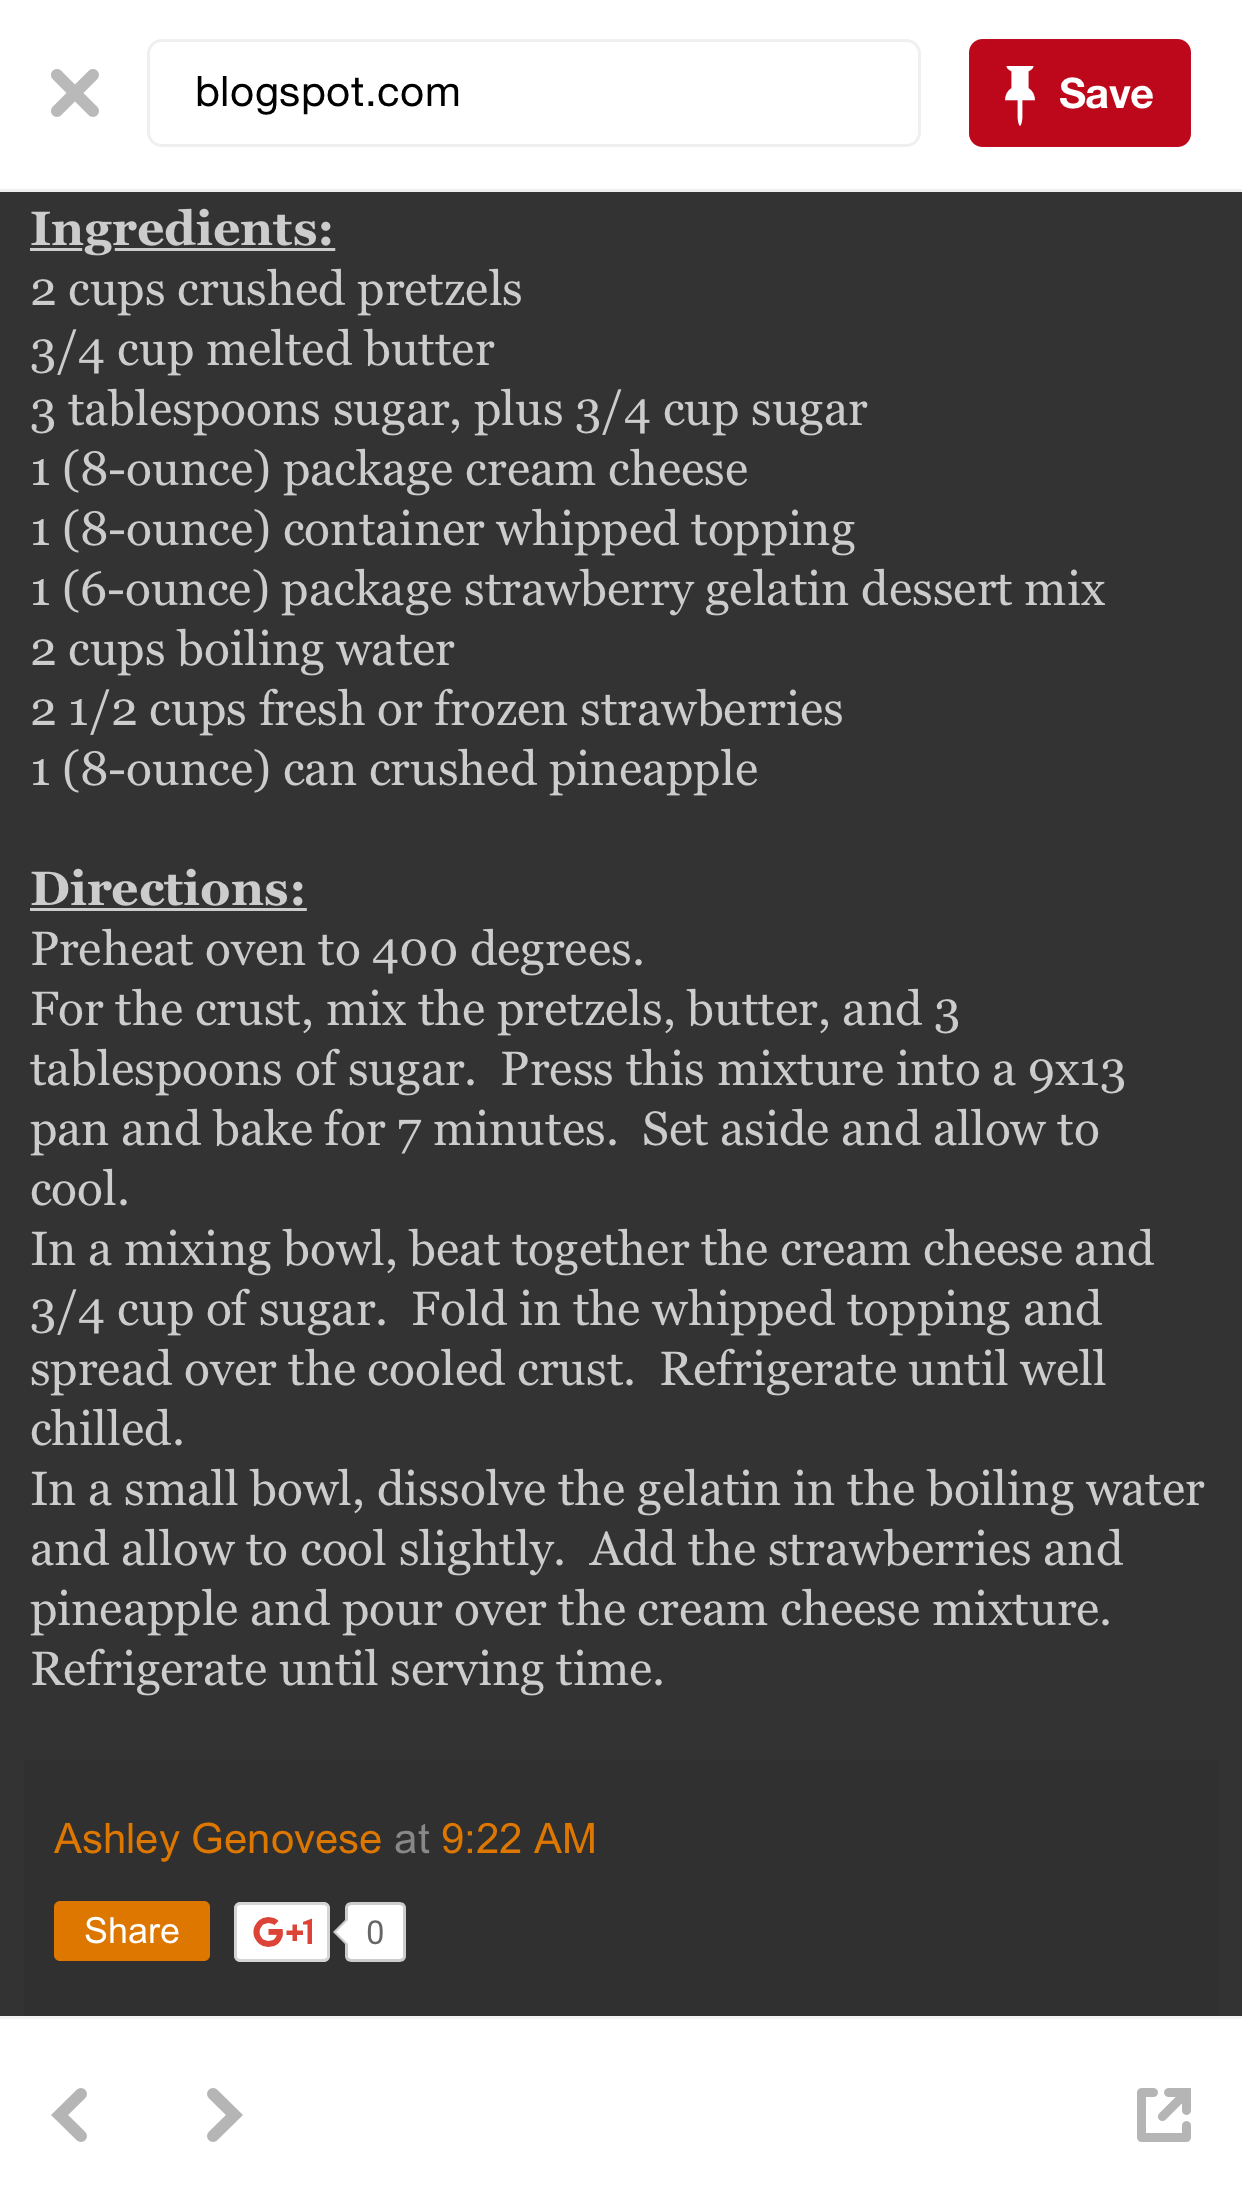 blogspot.com
Save
Ingredients:
2 cups crushed pretzels
3/4 cup melted butter
3 tablespoons sugar, plus 3/4 cup sugar
1 (8-ounce) package cream cheese
1 (8-ounce) container whipped topping
1 (6-ounce) package strawberry gelatin dessert mix
2 cups boiling water
2 1/2 cups fresh or frozen strawberries
1 (8-ounce) can crushed pineapple
Directions:
Preheat oven to 400 degrees.
For the crust, mix the pretzels, butter, and 3
tablespoons of sugar.  Press this mixture into a 9x13
pan and bake for 7 minutes.  Set aside and allow to
cool.
In a mixing bowl, beat together the cream cheese and
3/4 cup of sugar.  Fold in the whipped topping and
spread over the cooled crust.  Refrigerate until well
chilled.
In a small bowl, dissolve the gelatin in the boiling water
and allow to cool slightly.  Add the strawberries and
pineapple and pour over the cream cheese mixture.
Refrigerate until serving time.
Ashley Genovese at 9:22 AM
Share G+1 0